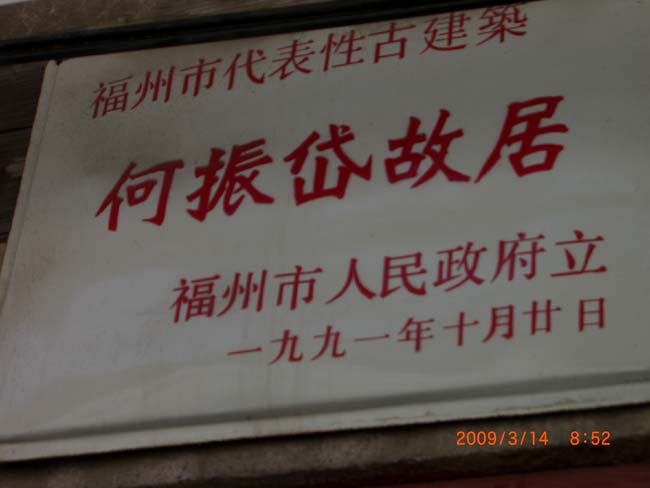 福州市代表性古建築
何振岱故居
福州市人民政府立
一九九一年十月廿日
2009/3/14 8:52